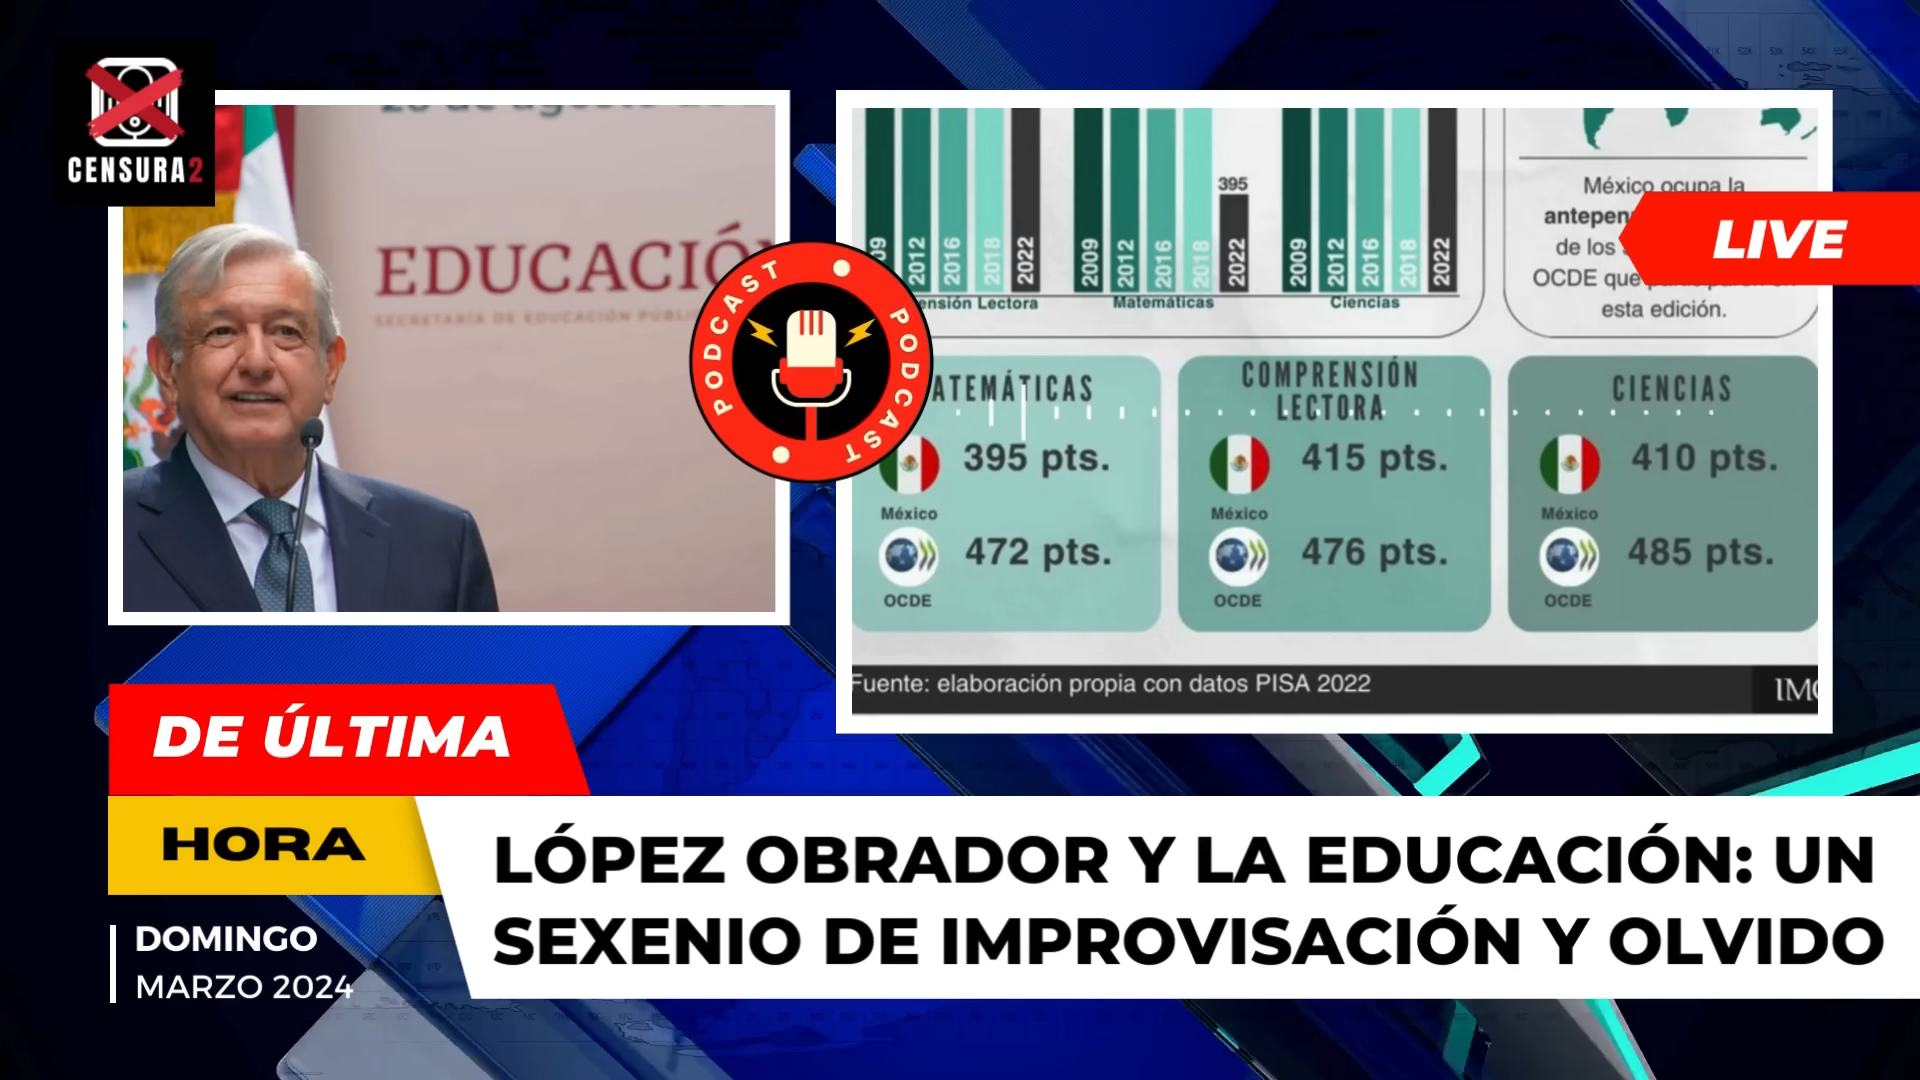 CENSURA2
EDUCACIÓN
SECRETARÍA DE EDUCACIÓN
PODCAST
PODCAST
395
09
2012
2016
2018
2022
2009
2012
2016
2018
2022
2009
2012
2016
2018
2022
Lectora
Matemáticas
Ciencias
México ocupa la
de los
OCDE que
esta edición.
LIVE
ATEMÁTICAS
395 pts.
México
472 pts.
OCDE
COMPRENSIÓN
LECTORA
415 pts.
México
476 pts.
OCDE
CIENCIAS
410 pts.
México
485 pts.
OCDE
Fuente: elaboración propia con datos PISA 2022
DE ÚLTIMA
HORA
LÓPEZ OBRADOR Y LA EDUCACIÓN: UN
SEXENIO DE IMPROVISACIÓN Y OLVIDO
DOMINGO
MARZO 2024